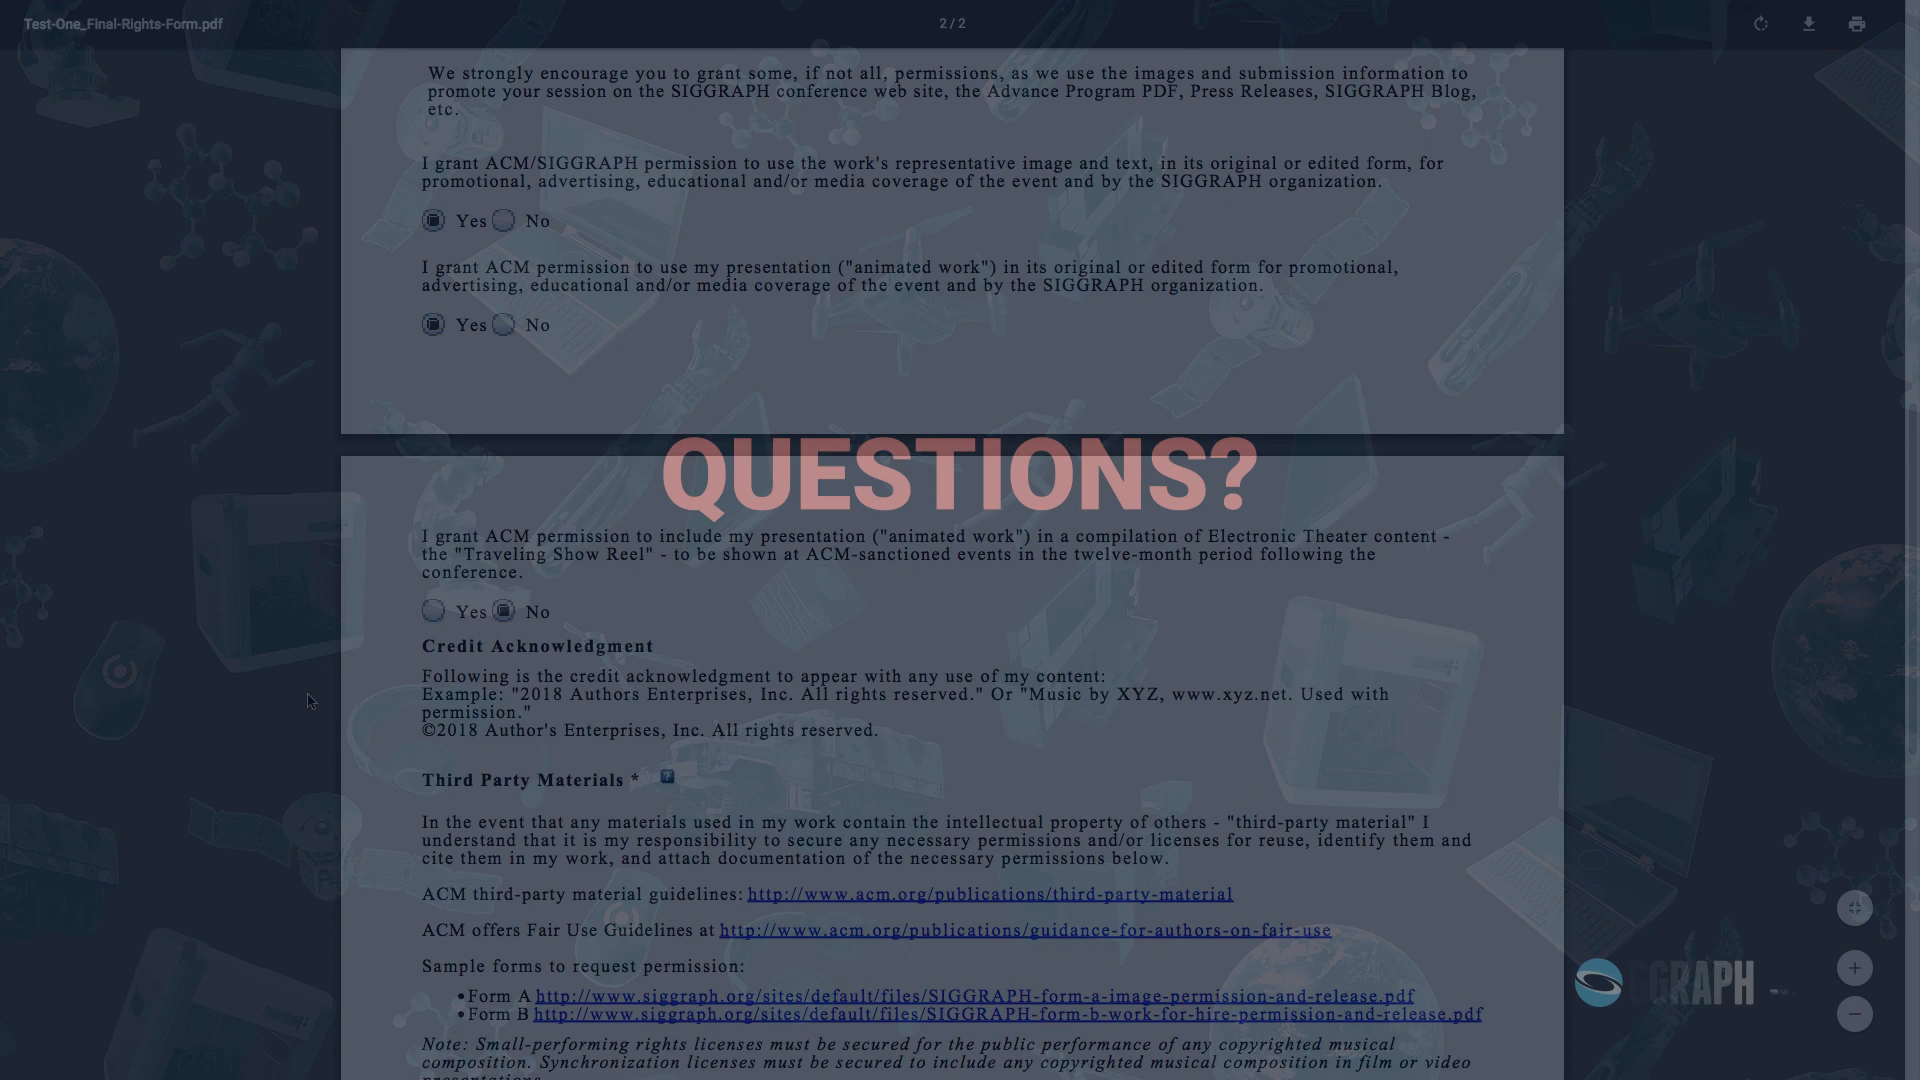 Test-One_Final-Rights-Form.pdf
2 / 2
We strongly encourage you to grant some, if not all, permissions, as we use the images and submission information to
promote your session on the SIGGRAPH conference web site, the Advance Program PDF, Press Releases, SIGGRAPH Blog,
etc.
I grant ACM/SIGGRAPH permission to use the work's representative image and text, in its original or edited form, for
promotional, advertising, educational and/or media coverage of the event and by the SIGGRAPH organization.
Yes No
I grant ACM permission to use my presentation ("animated work") in its original or edited form for promotional,
advertising, educational and/or media coverage of the event and by the SIGGRAPH organization.
Yes No
QUESTIONS?
I grant ACM permission to include my presentation ("animated work") in a compilation of Electronic Theater content -
the "Traveling Show Reel" - to be shown at ACM-sanctioned events in the twelve-month period following the
conference.
Yes No
Credit Acknowledgment
Following is the credit acknowledgment to appear with any use of my content:
Example: "2018 Authors Enterprises, Inc. All rights reserved." Or "Music by XYZ, www.xyz.net. Used with
permission."
©2018 Author's Enterprises, Inc. All rights reserved.
Third Party Materials * ?
In the event that any materials used in my work contain the intellectual property of others - "third-party material" I
understand that it is my responsibility to secure any necessary permissions and/or licenses for reuse, identify them and
cite them in my work, and attach documentation of the necessary permissions below.
ACM third-party material guidelines: http://www.acm.org/publications/third-party-material
ACM offers Fair Use Guidelines at http://www.acm.org/publications/guidance-for-authors-on-fair-use
Sample forms to request permission:
•Form A http://www.siggraph.org/sites/default/files/SIGGRAPH-form-a-image-permission-and-release.pdf
•Form B http://www.siggraph.org/sites/default/files/SIGGRAPH-form-b-work-for-hire-permission-and-release.pdf
GGRAPH
Note: Small-performing rights licenses must be secured for the public performance of any copyrighted musical
composition. Synchronization licenses must be secured to include any copyrighted musical composition in film or video